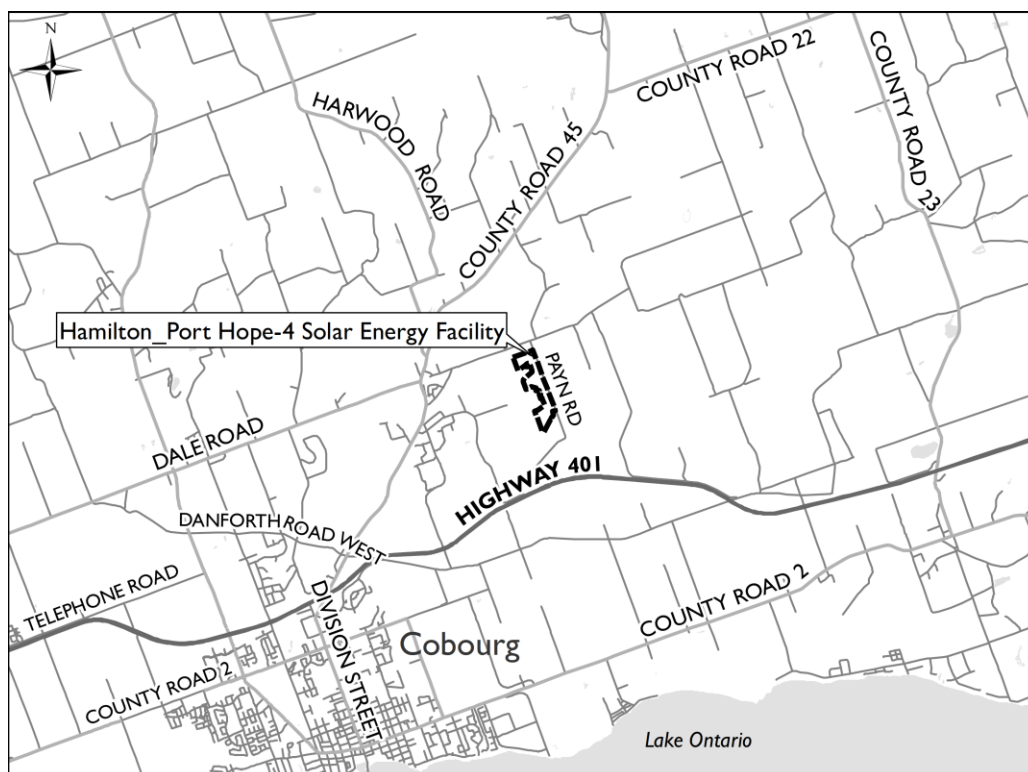 N
COUNTY ROAD 22
COUNTY ROAD 23
HARWOOD ROAD
COUNTY ROAD 45
Hamilton_Port Hope-4 Solar Energy Facility
PAYN RD
DALE ROAD
HIGHWAY 401
DANFORTH ROAD WEST
TELEPHONE ROAD
DIVISION STREET
COUNTY ROAD 2
Cobourg
COUNTY ROAD 2
Lake Ontario